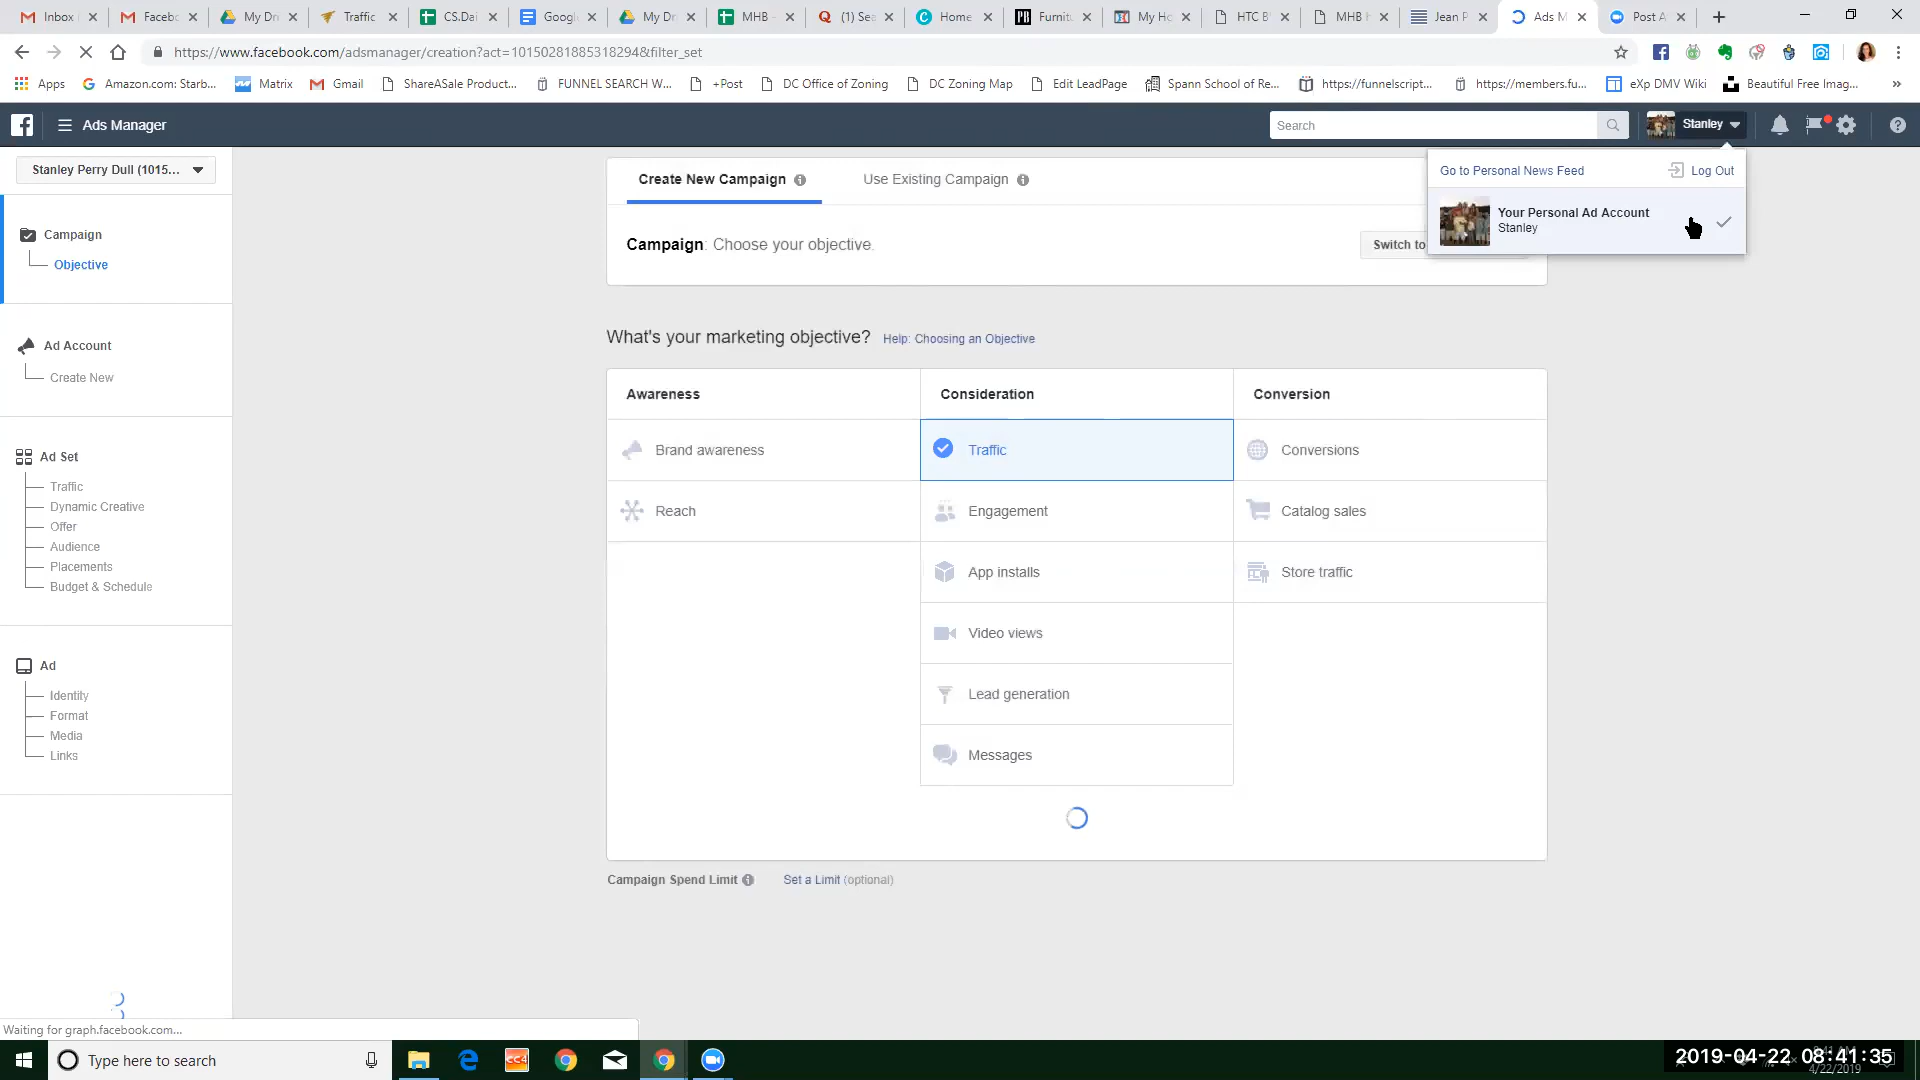 Inbox
Facebo
My Dr
Traffic
CS.Dai
Googl
My Dr
MHB -
(1) Sea
Home
Furnitu
My Ho
HTC B
MHB H
Jean P
Ads M
Post A
https://www.facebook.com/adsmanager/creation?act=10150281885318294&filter_set
Apps
Amazon.com: Starb...
Matrix
Gmail
ShareASale Product...
FUNNEL SEARCH W...
+Post
DC Office of Zoning
DC Zoning Map
Edit LeadPage
Spann School of Re...
https://funnelscript...
https://members.fu...
eXp DMV Wiki
Beautiful Free Imag...
»
Ads Manager
Search
Stanley
Stanley Perry Dull (1015...
Create New Campaign
Use Existing Campaign
Go to Personal News Feed
Log Out
Your Personal Ad Account
Stanley
Campaign: Choose your objective.
Switch to
Campaign
Objective
Ad Account
Create New
Ad Set
Traffic
Dynamic Creative
Offer
Audience
Placements
Budget & Schedule
Ad
Identity
Format
Media
Links
What's your marketing objective? Help: Choosing an Objective
Awareness
Consideration
Conversion
Brand awareness
Traffic
Conversions
Reach
Engagement
Catalog sales
App installs
Store traffic
Video views
Lead generation
Messages
Campaign Spend Limit
Set a Limit (optional)
Waiting for graph.facebook.com...
Type here to search
CC4
2019-04-22 08:41:35
4/22/2019